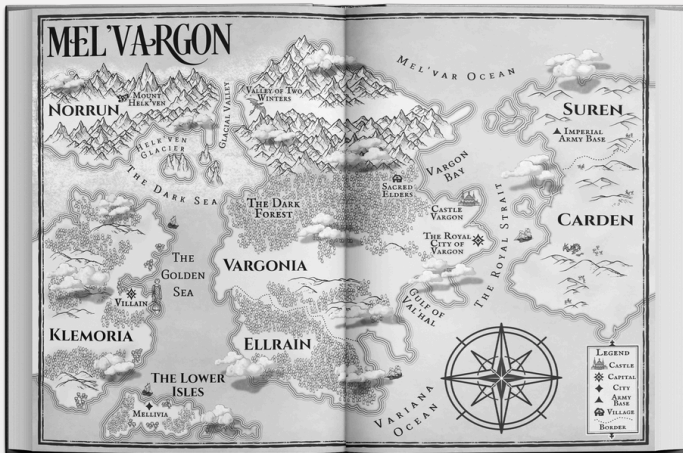 MEL'VARGON
MEL'VAR OCEAN
NORRUN
MOUNT
HELK'VEN
GLACIAL VALLEY
VALLEY OF TWO
WINTERS
SUREN
IMPERIAL
ARMY BASE
HELK'VEN
GLACIER
THE DARK SEA
VARGON
BAY
SACRED
ELDERS
THE DARK
FOREST
CASTLE
VARGON
CARDEN
THE ROYAL
CITY OF
VARGON
THE ROYAL STRAIT
THE
GOLDEN
SEA
VARGONIA
VILLAIN
GULF OF
VAL'HAL
KLEMORIA
ELLRAIN
THE LOWER
ISLES
MELLIVIA
VARIANA
OCEAN
LEGEND
CASTLE
CAPITAL
CITY
ARMY
BASE
VILLAGE
BORDER